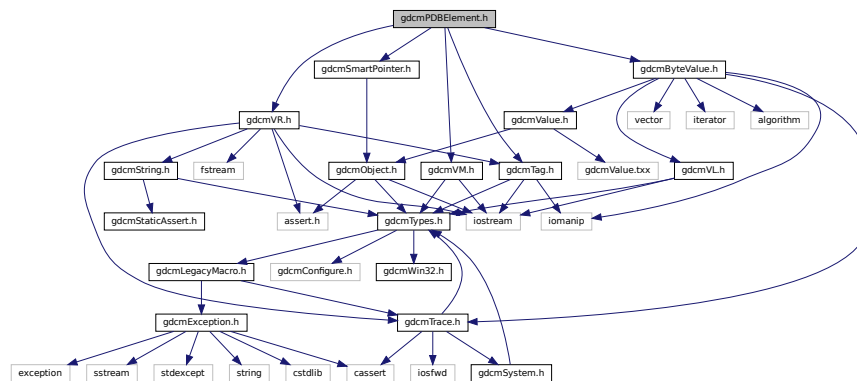 gdcmPDBElement.h
gdcmSmartPointer.h
gdcmByteValue.h
gdcmVR.h
gdcmValue.h
vector
iterator
algorithm
gdcmString.h
fstream
gdcmObject.h
gdcmVM.h
gdcmTag.h
gdcmValue.txx
gdcmVL.h
gdcmStaticAssert.h
assert.h
gdcmTypes.h
iostream
iomanip
gdcmLegacyMacro.h
gdcmConfigure.h
gdcmWin32.h
gdcmException.h
gdcmTrace.h
exception
sstream
stdexcept
string
cstdlib
cassert
iosfwd
gdcmSystem.h